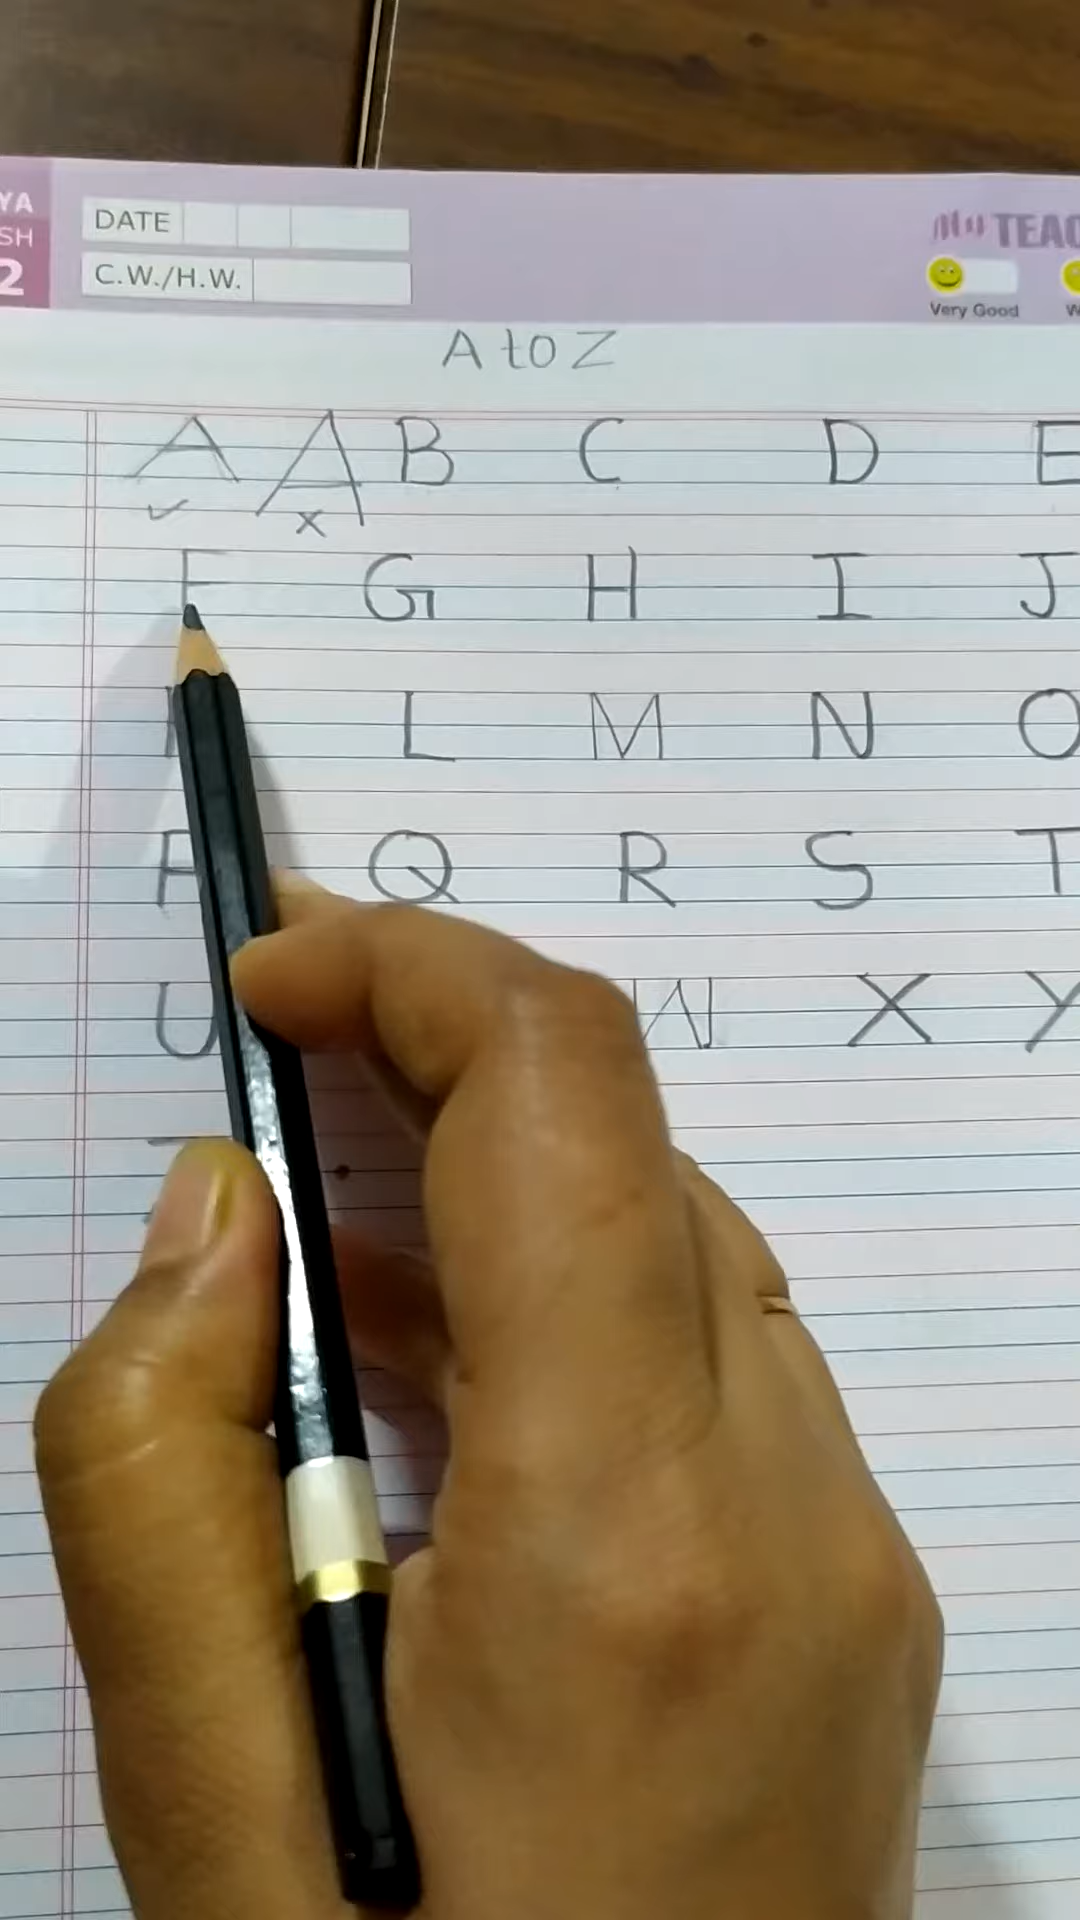 YA
SH
2
DATE
C.W./H.W.
TEAC
Very Good
W
A to Z
A A B C D E
✓ x
F G H I J
L M N O
Q R S T
U W X Y